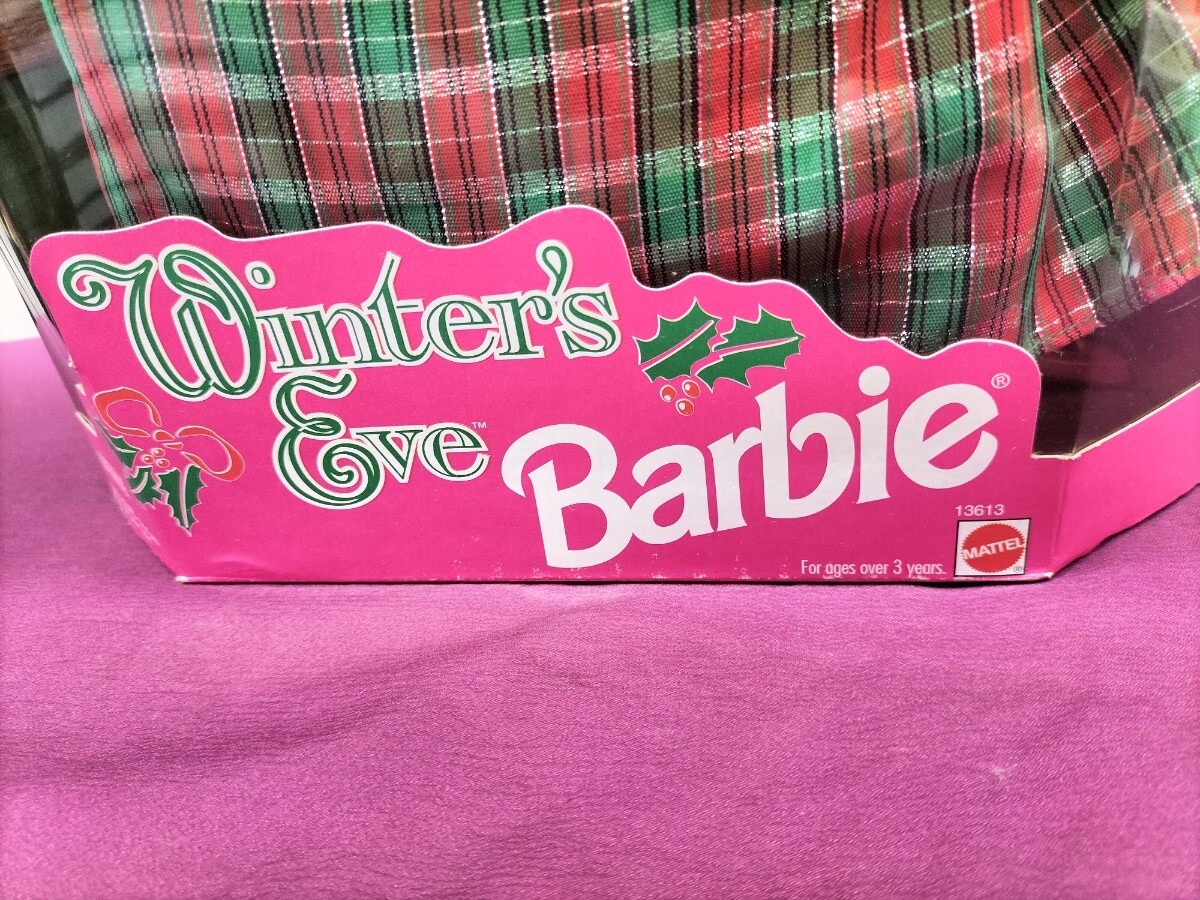 Winter's
Eve™
Barbie®
13613
MATTEL
For ages over 3 years.